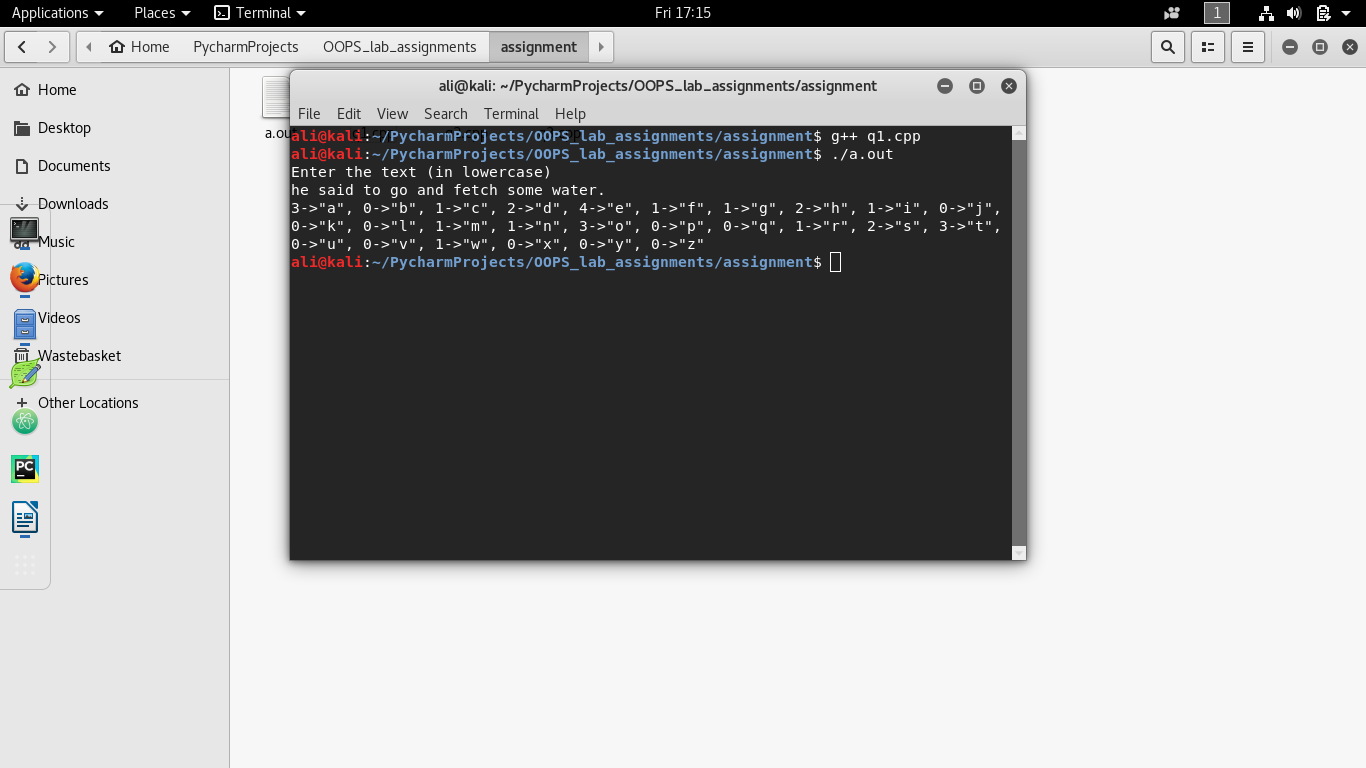 Applications Places Terminal Fri 17:15 1
Home PycharmProjects OOPS_lab_assignments assignment
Home
Desktop
Documents
Downloads
Music
Pictures
Videos
Wastebasket
Other Locations
PC
ali@kali: ~/PycharmProjects/OOPS_lab_assignments/assignment
File Edit View Search Terminal Help
ali@kali:~/PycharmProjects/OOPS_lab_assignments/assignment$ g++ q1.cpp
ali@kali:~/PycharmProjects/OOPS_lab_assignments/assignment$ ./a.out
Enter the text (in lowercase)
he said to go and fetch some water.
3->"a", 0->"b", 1->"c", 2->"d", 4->"e", 1->"f", 1->"g", 2->"h", 1->"i", 0->"j",
0->"k", 0->"l", 1->"m", 1->"n", 3->"o", 0->"p", 0->"q", 1->"r", 2->"s", 3->"t",
0->"u", 0->"v", 1->"w", 0->"x", 0->"y", 0->"z"
ali@kali:~/PycharmProjects/OOPS_lab_assignments/assignment$